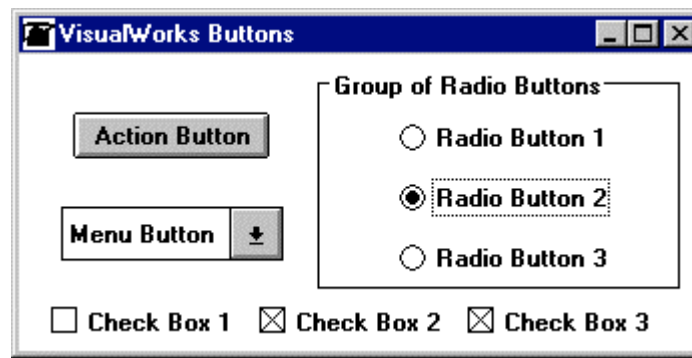 VisualWorks Buttons
Group of Radio Buttons
Action Button
Radio Button 1
Radio Button 2
Menu Button
Radio Button 3
Check Box 1
Check Box 2
Check Box 3